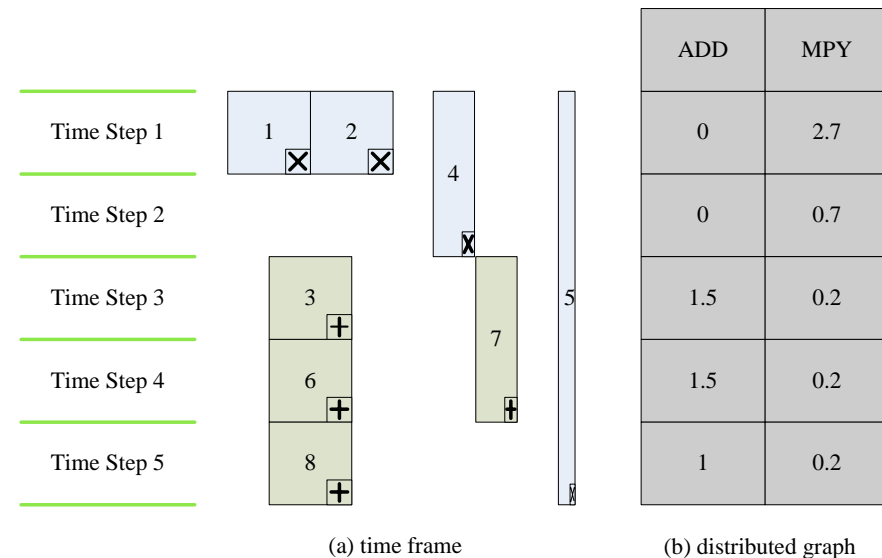 ADD MPY
Time Step 1 1 2 0 2.7
4
Time Step 2 0 0.7
Time Step 3 3 5 1.5 0.2
7
Time Step 4 6 1.5 0.2
Time Step 5 8 1 0.2
(a) time frame (b) distributed graph